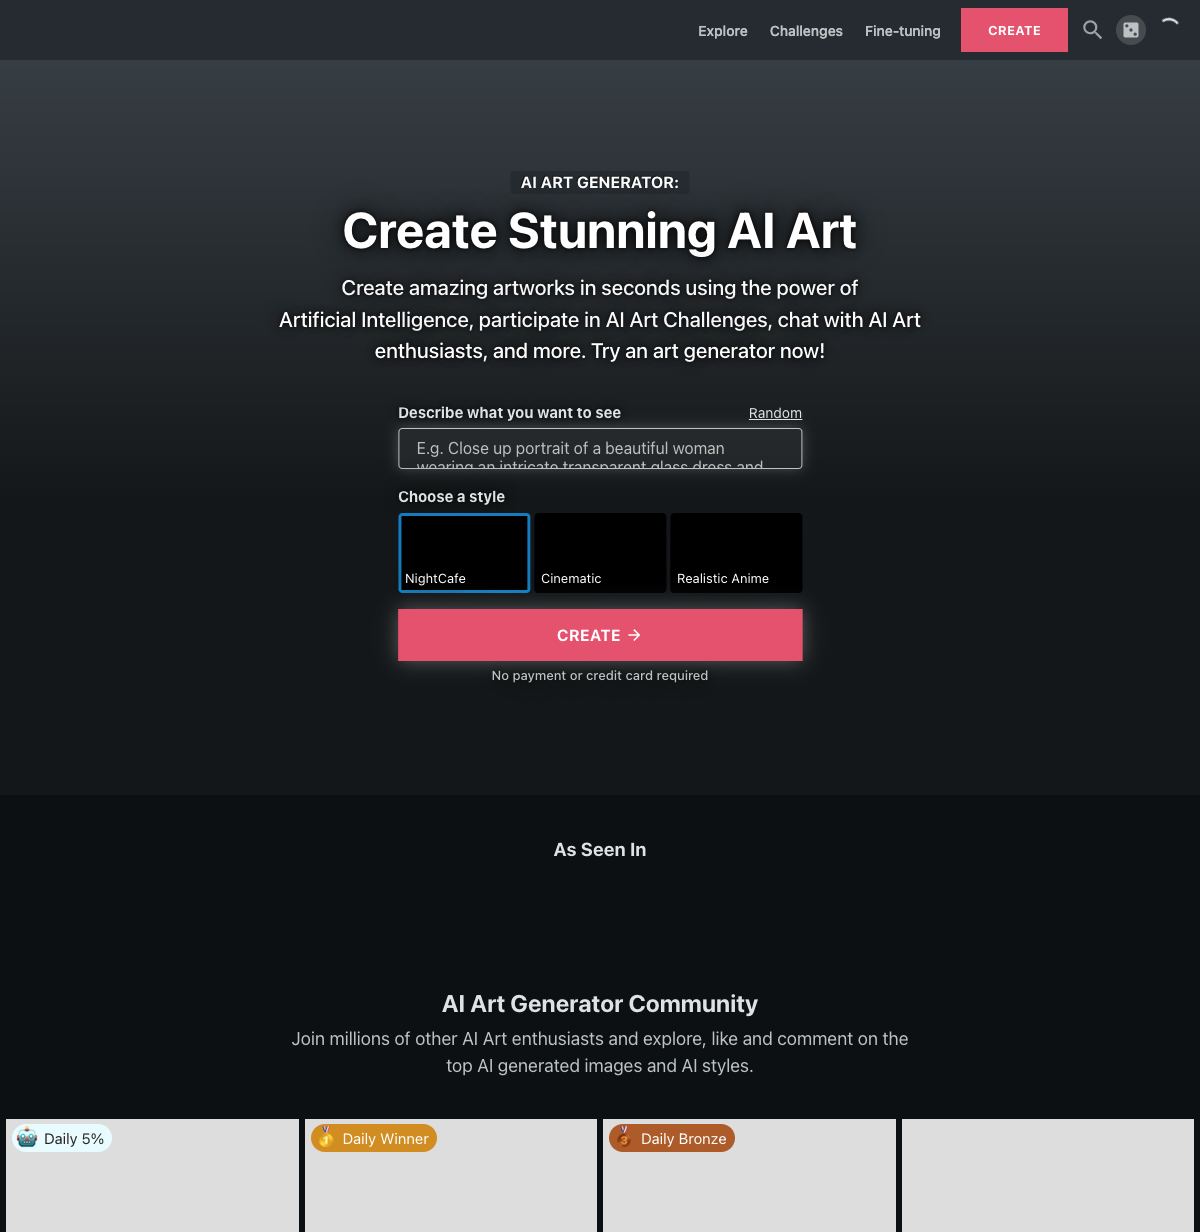 Explore Challenges Fine-tuning CREATE
AI ART GENERATOR:
Create Stunning AI Art
Create amazing artworks in seconds using the power of
Artificial Intelligence, participate in AI Art Challenges, chat with AI Art
enthusiasts, and more. Try an art generator now!
Describe what you want to see Random
E.g. Close up portrait of a beautiful woman
wearing an intricate transparent glass dress and
Choose a style
NightCafe Cinematic Realistic Anime
CREATE →
No payment or credit card required
As Seen In
AI Art Generator Community
Join millions of other AI Art enthusiasts and explore, like and comment on the
top AI generated images and AI styles.
Daily 5% Daily Winner Daily Bronze